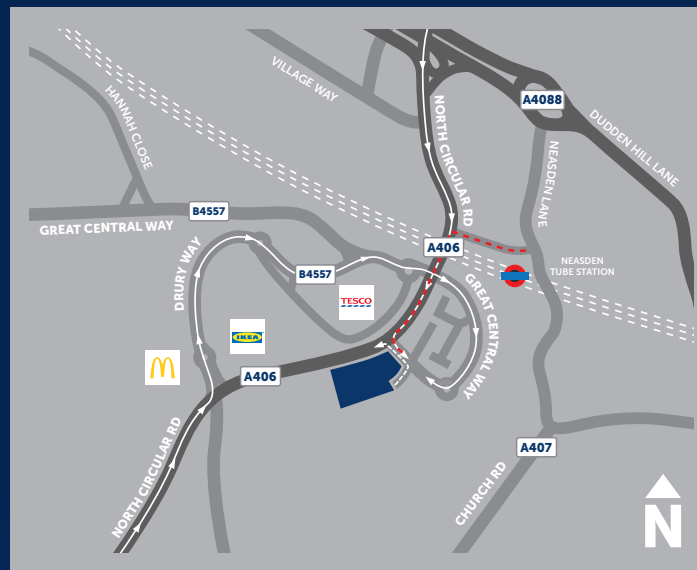 VILLAGE WAY
HANNAH CLOSE
A4088
DUDDEN HILL LANE
NORTH CIRCULAR RD
NEASDEN LANE
B4557
GREAT CENTRAL WAY
A406
DRURY WAY
B4557
NEASDEN
TUBE STATION
TESCO
GREAT CENTRAL WAY
IKEA
A406
NORTH CIRCULAR RD
A407
CHURCH RD
N